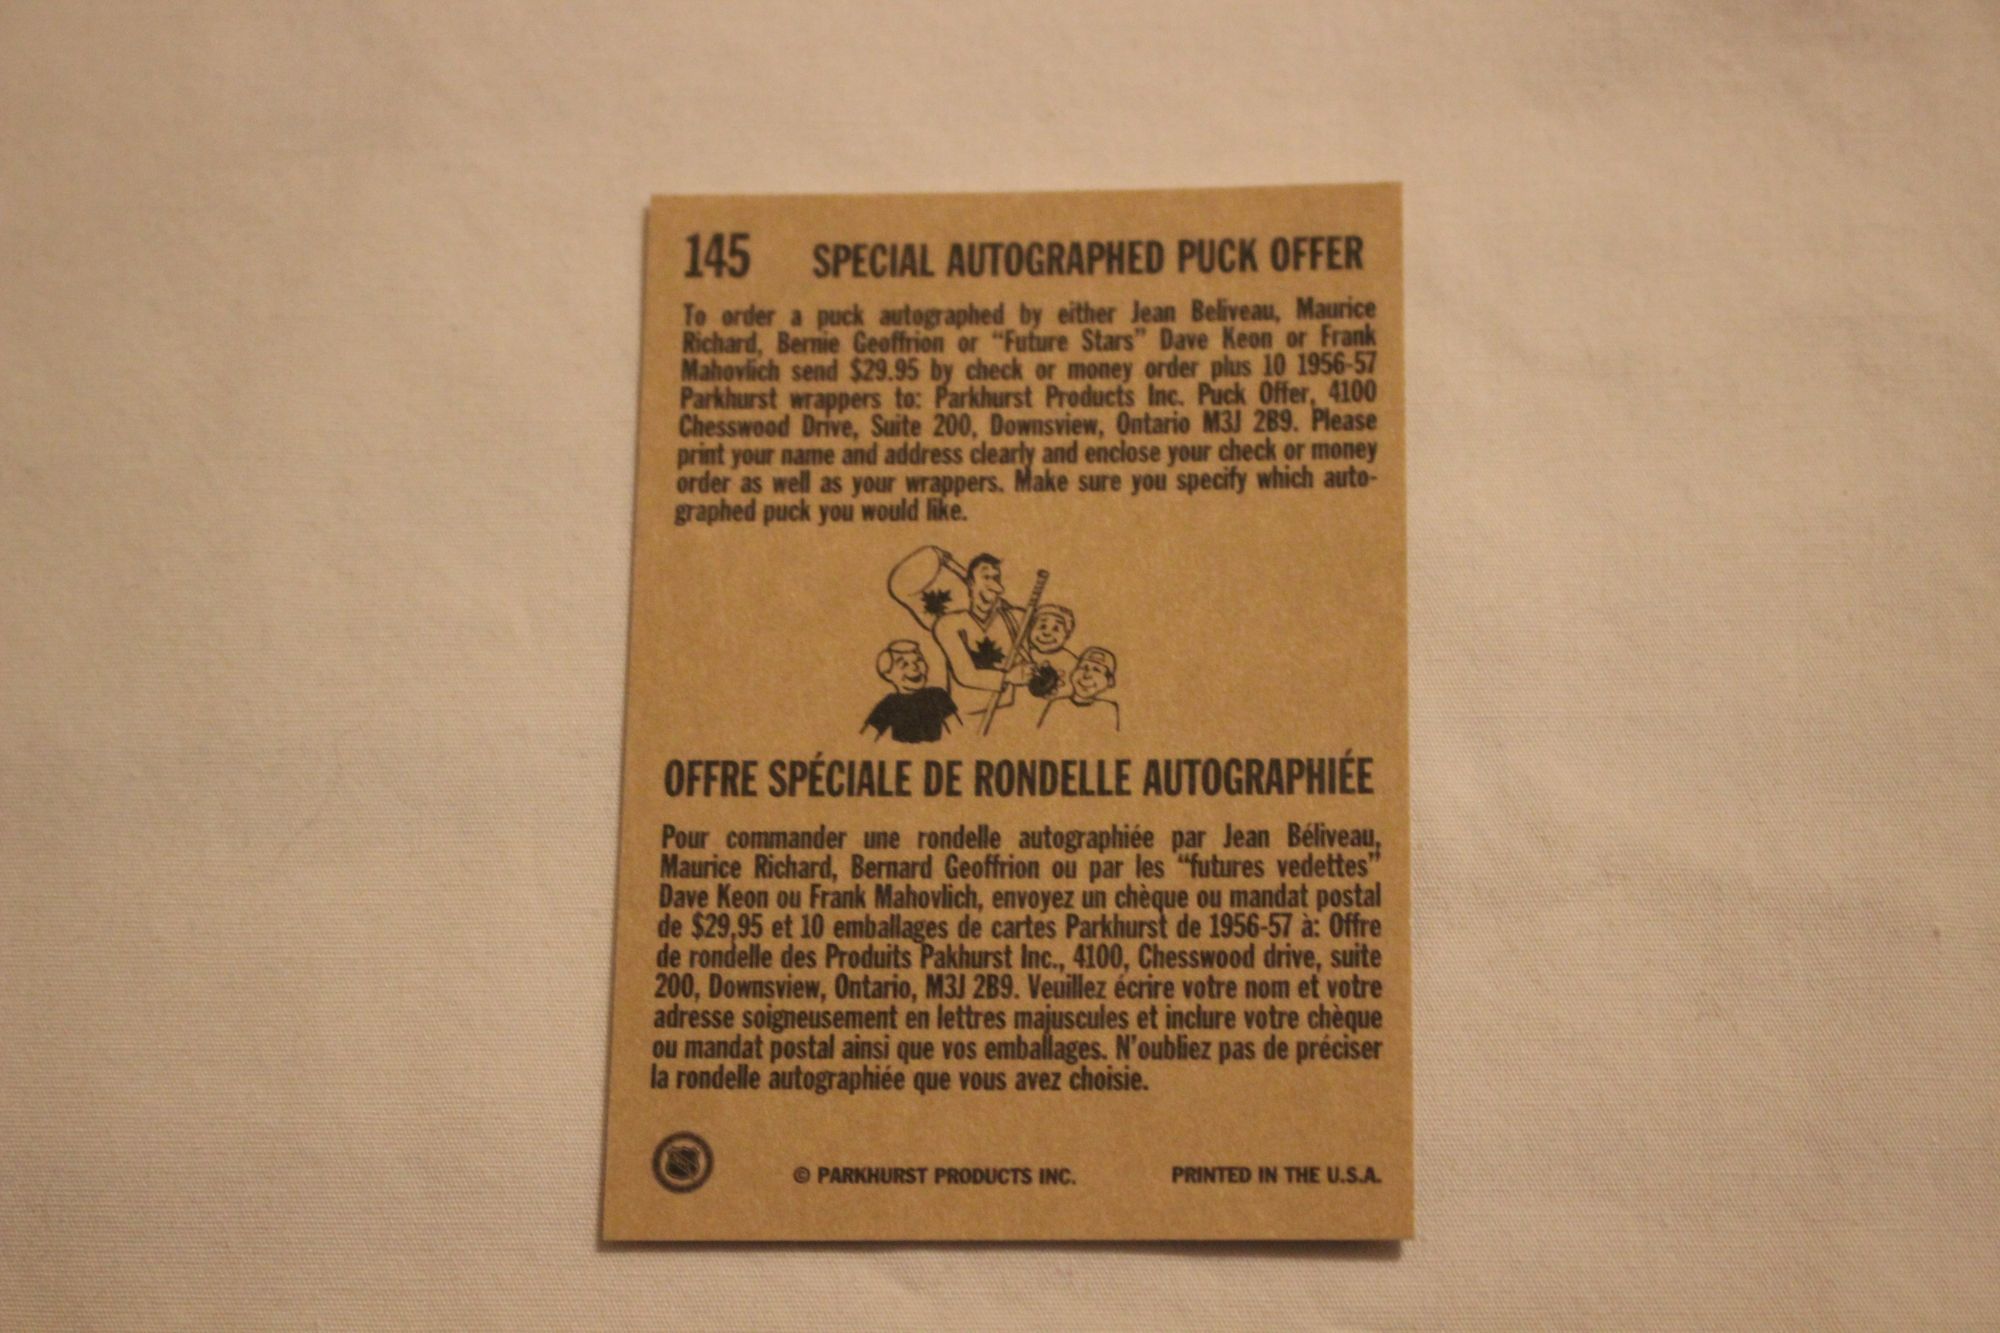 145 SPECIAL AUTOGRAPHED PUCK OFFER
To order a puck autographed by either Jean Beliveau, Maurice
Richard, Bernie Geoffrion or "Future Stars" Dave Keon or Frank
Mahovlich send $29.95 by check or money order plus 10 1956-57
Parkhurst wrappers to: Parkhurst Products Inc. Puck Offer, 4100
Chesswood Drive, Suite 200, Downsview, Ontario M3J 2B9. Please
print your name and address clearly and enclose your check or money
order as well as your wrappers. Make sure you specify which auto-
graphed puck you would like.
OFFRE SPÉCIALE DE RONDELLE AUTOGRAPHIÉE
Pour commander une rondelle autographiée par Jean Béliveau,
Maurice Richard, Bernard Geoffrion ou par les "futures vedettes"
Dave Keon ou Frank Mahovlich, envoyez un chèque ou mandat postal
de $29,95 et 10 emballages de cartes Parkhurst de 1956-57 à: Offre
de rondelle des Produits Pakhurst Inc., 4100, Chesswood drive, suite
200, Downsview, Ontario, M3J 2B9. Veuillez écrire votre nom et votre
adresse soigneusement en lettres majuscules et inclure votre chèque
ou mandat postal ainsi que vos emballages. N'oubliez pas de préciser
la rondelle autographiée que vous avez choisie.
© PARKHURST PRODUCTS INC. PRINTED IN THE U.S.A.